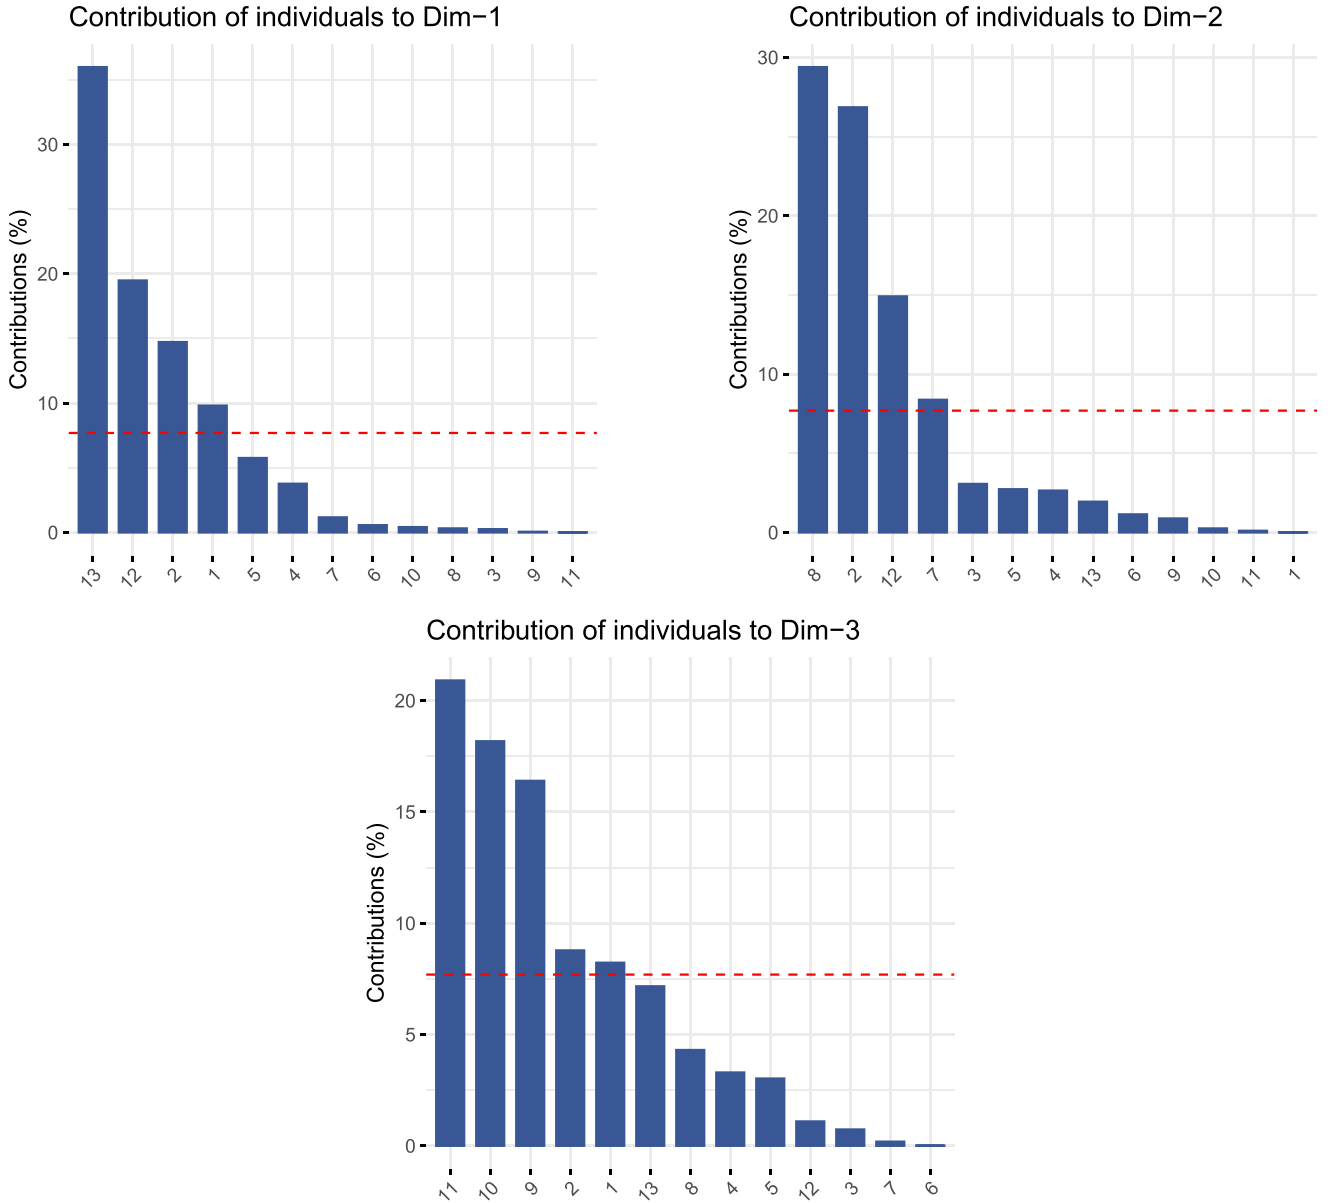 Contribution of individuals to Dim−1
Contributions (%)
30
20
10
0
13 12 2 1 5 4 7 6 10 8 3 9 11
Contribution of individuals to Dim−2
Contributions (%)
30
20
10
0
8 2 12 7 3 5 4 13 6 9 10 11 1
Contribution of individuals to Dim−3
Contributions (%)
20
15
10
5
0
11 10 9 2 1 13 8 4 5 12 3 7 6